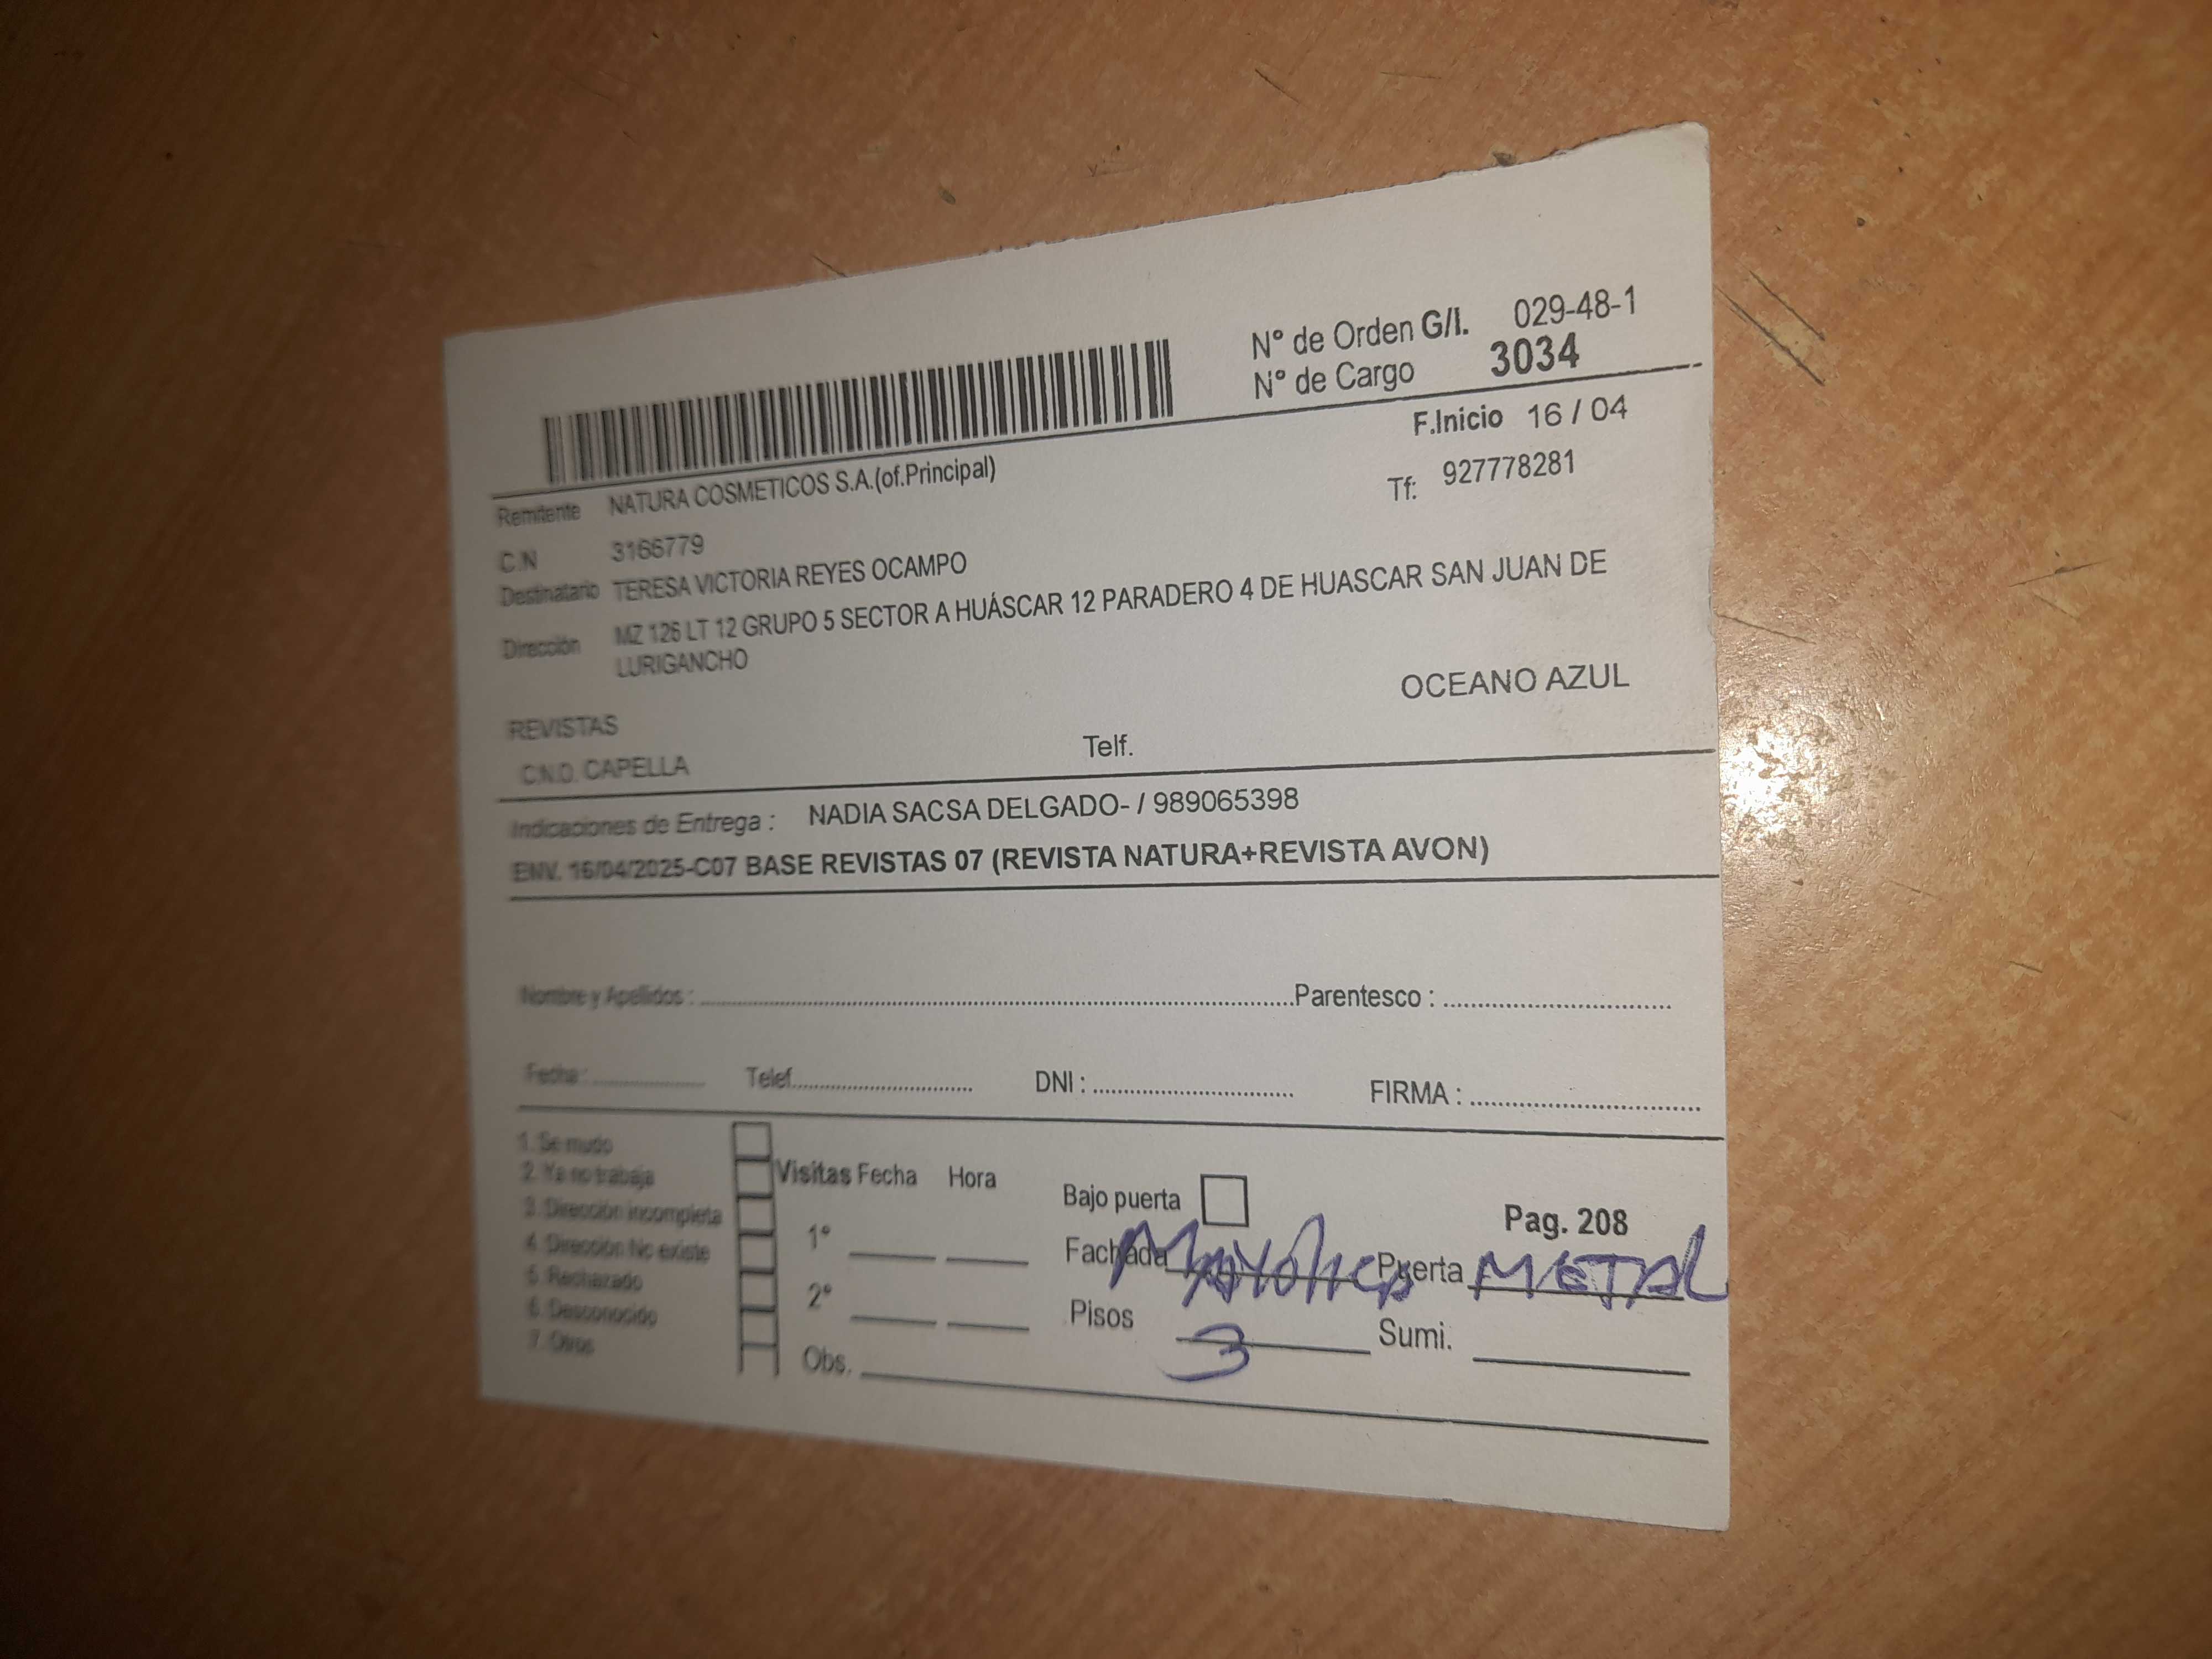 N° de Orden G/I. 029-48-1
N° de Cargo 3034
F.Inicio 16 / 04
Remitente NATURA COSMETICOS S.A.(of.Principal)
Tf: 927778281
C.N 3166779
Destinatario TERESA VICTORIA REYES OCAMPO
Dirección MZ 126 LT 12 GRUPO 5 SECTOR A HUÁSCAR 12 PARADERO 4 DE HUASCAR SAN JUAN DE
LURIGANCHO
OCEANO AZUL
REVISTAS
C.N.O. CAPELLA Telf.
Indicaciones de Entrega : NADIA SACSA DELGADO- / 989065398
ENV. 16/04/2025-C07 BASE REVISTAS 07 (REVISTA NATURA+REVISTA AVON)
Nombre y Apellidos : Parentesco :
Fecha : Telef. DNI : FIRMA :
1. Se mudo
2. Ya no trabaja
3. Dirección incompleta
4. Dirección No existe
5. Rechazado
6. Desconocido
7. Otros
Visitas Fecha Hora
1°
2°
Obs.
Bajo puerta
Pag. 208
Fachada MAYOLICA Puerta METAL
Pisos 3 Sumi.